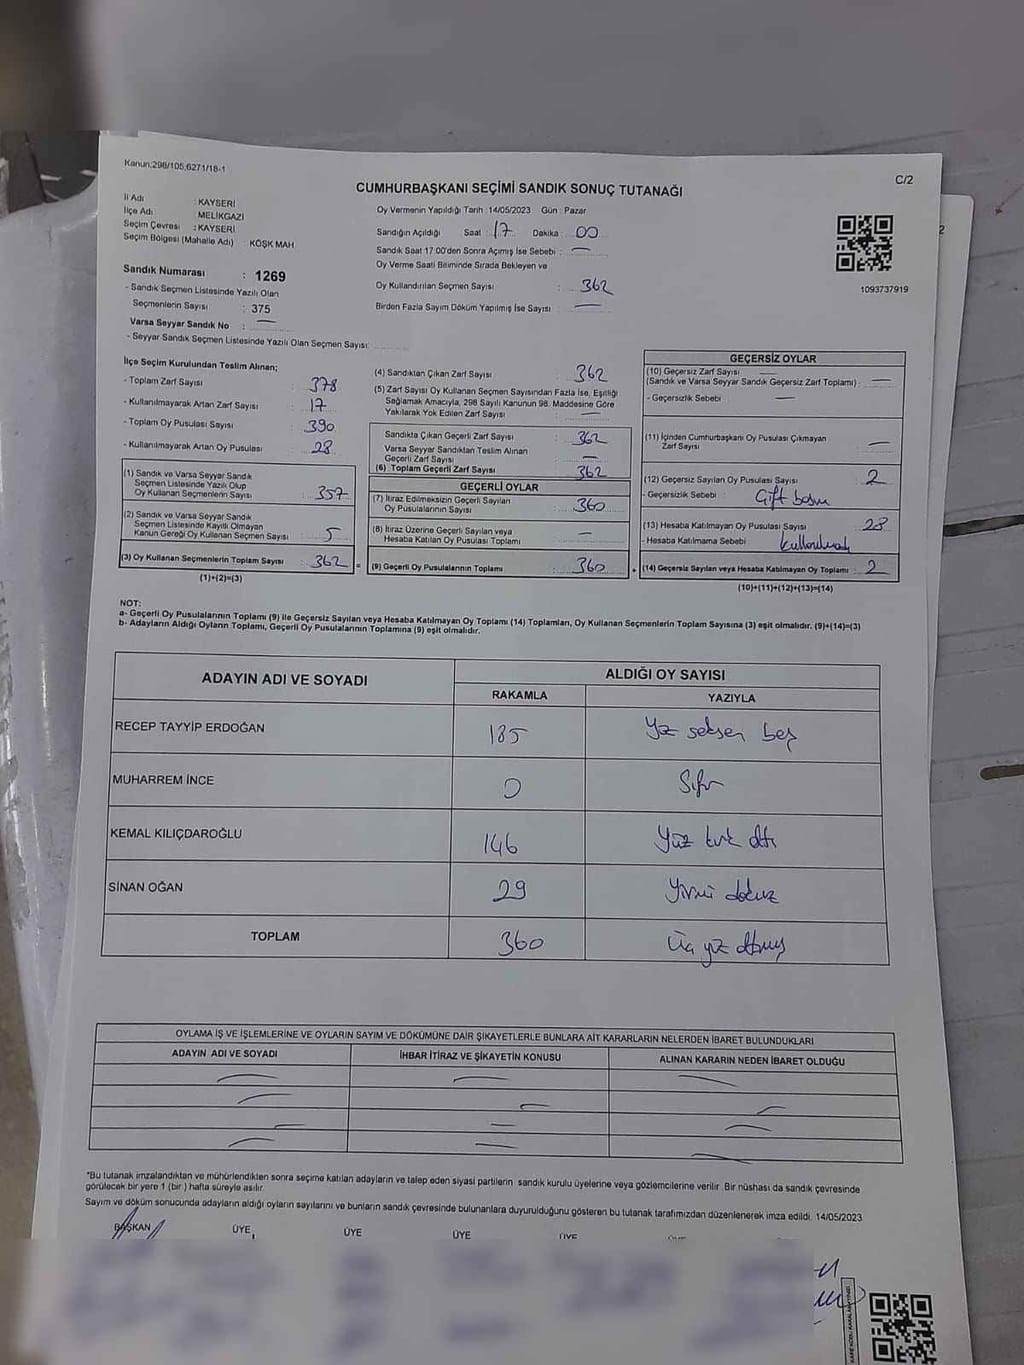 Kanun:298/105,6271/18-1
C/2
CUMHURBAŞKANI SEÇİMİ SANDIK SONUÇ TUTANAĞI
İl Adı : KAYSERİ
İlçe Adı : MELİKGAZİ
Seçim Çevresi : KAYSERİ
Seçim Bölgesi (Mahalle Adı) : KÖŞK MAH
Sandık Numarası : 1269
- Sandık Seçmen Listesinde Yazılı Olan
Seçmenlerin Sayısı : 375
Varsa Seyyar Sandık No : —
- Seyyar Sandık Seçmen Listesinde Yazılı Olan Seçmen Sayısı:
Oy Vermenin Yapıldığı Tarih :14/05/2023 Gün : Pazar
Sandığın Açıldığı Saat : 17 Dakika : 00
Sandık Saat 17:00'den Sonra Açımış İse Sebebi : —
Oy Verme Saati Bitiminde Sırada Bekleyen ve
Oy Kullandırılan Seçmen Sayısı : 362
Birden Fazla Sayım Döküm Yapılmış İse Sayısı : —
1093737919
İlçe Seçim Kurulundan Teslim Alınan;
- Toplam Zarf Sayısı : 378
- Kullanılmayarak Artan Zarf Sayısı : 17
- Toplam Oy Pusulası Sayısı : 390
- Kullanılmayarak Artan Oy Pusulası : 28
(1) Sandık ve Varsa Seyyar Sandık
Seçmen Listesinde Yazılı Olup
Oy Kullanan Seçmenlerin Sayısı : 357
(2) Sandık ve Varsa Seyyar Sandık
Seçmen Listesinde Kayıtlı Olmayan
Kanun Gereği Oy Kullanan Seçmen Sayısı : 5
(3) Oy Kullanan Seçmenlerin Toplam Sayısı : 362 =
(1)+(2)=(3)
(4) Sandıktan Çıkan Zarf Sayısı : 362
(5) Zarf Sayısı Oy Kullanan Seçmen Sayısından Fazla İse, Eşitliği
Sağlamak Amacıyla, 298 Sayılı Kanunun 98. Maddesine Göre
Yakılarak Yok Edilen Zarf Sayısı : —
Sandıkta Çıkan Geçerli Zarf Sayısı : 362
Varsa Seyyar Sandıktan Teslim Alınan
Geçerli Zarf Sayısı : —
(6) Toplam Geçerli Zarf Sayısı : 362
GEÇERLİ OYLAR
(7) İtiraz Edilmeksizin Geçerli Sayılan
Oy Pusulalarının Sayısı : 360
(8) İtiraz Üzerine Geçerli Sayılan veya
Hesaba Katılan Oy Pusulası Toplamı : —
(9) Geçerli Oy Pusulalarının Toplamı : 360 +
GEÇERSİZ OYLAR
(10) Geçersiz Zarf Sayısı —
(Sandık ve Varsa Seyyar Sandık Geçersiz Zarf Toplamı) : —
- Geçersizlik Sebebi : —
(11) İçinden Cumhurbaşkanı Oy Pusulası Çıkmayan
Zarf Sayısı : —
(12) Geçersiz Sayılan Oy Pusulası Sayısı : 2
- Geçersizlik Sebebi : Çift basım
(13) Hesaba Katılmayan Oy Pusulası Sayısı : 28
- Hesaba Katılmama Sebebi :
(14) Geçersiz Sayılan veya Hesaba Katılmayan Oy Toplamı : 2
(10)+(11)+(12)+(13)=(14)
NOT:
a- Geçerli Oy Pusulalarının Toplamı (9) ile Geçersiz Sayılan veya Hesaba Katılmayan Oy Toplamı (14) Toplamları, Oy Kullanan Seçmenlerin Toplam Sayısına (3) eşit olmalıdır. (9)+(14)=(3)
b- Adayların Aldığı Oyların Toplamı, Geçerli Oy Pusulalarının Toplamına (9) eşit olmalıdır.
ADAYIN ADI VE SOYADI ALDIĞI OY SAYISI
RAKAMLA YAZIYLA
RECEP TAYYİP ERDOĞAN 185 Yüz seksen beş
MUHARREM İNCE 0 Sıfır
KEMAL KILIÇDAROĞLU 146 Yüz kırk altı
SİNAN OĞAN 29 Yirmi dokuz
TOPLAM 360 Üç yüz altmış
OYLAMA İŞ VE İŞLEMLERİNE VE OYLARIN SAYIM VE DÖKÜMÜNE DAİR ŞİKAYETLERLE BUNLARA AİT KARARLARIN NELERDEN İBARET BULUNDUKLARI
ADAYIN ADI VE SOYADI İHBAR İTİRAZ VE ŞİKAYETİN KONUSU ALINAN KARARIN NEDEN İBARET OLDUĞU
*Bu tutanak imzalandıktan ve mühürlendikten sonra seçime katılan adayların ve talep eden siyasi partilerin sandık kurulu üyelerine veya gözlemcilerine verilir. Bir nüshası da sandık çevresinde
görülecek bir yere 1 (bir ) hafta süreyle asılır.
Sayım ve döküm sonucunda adayların aldığı oyların sayılarını ve bunların sandık çevresinde bulunanlara duyurulduğunu gösteren bu tutanak tarafımızdan düzenlenerek imza edildi. 14/05/2023
BAŞKAN ÜYE ÜYE ÜYE ÜYE